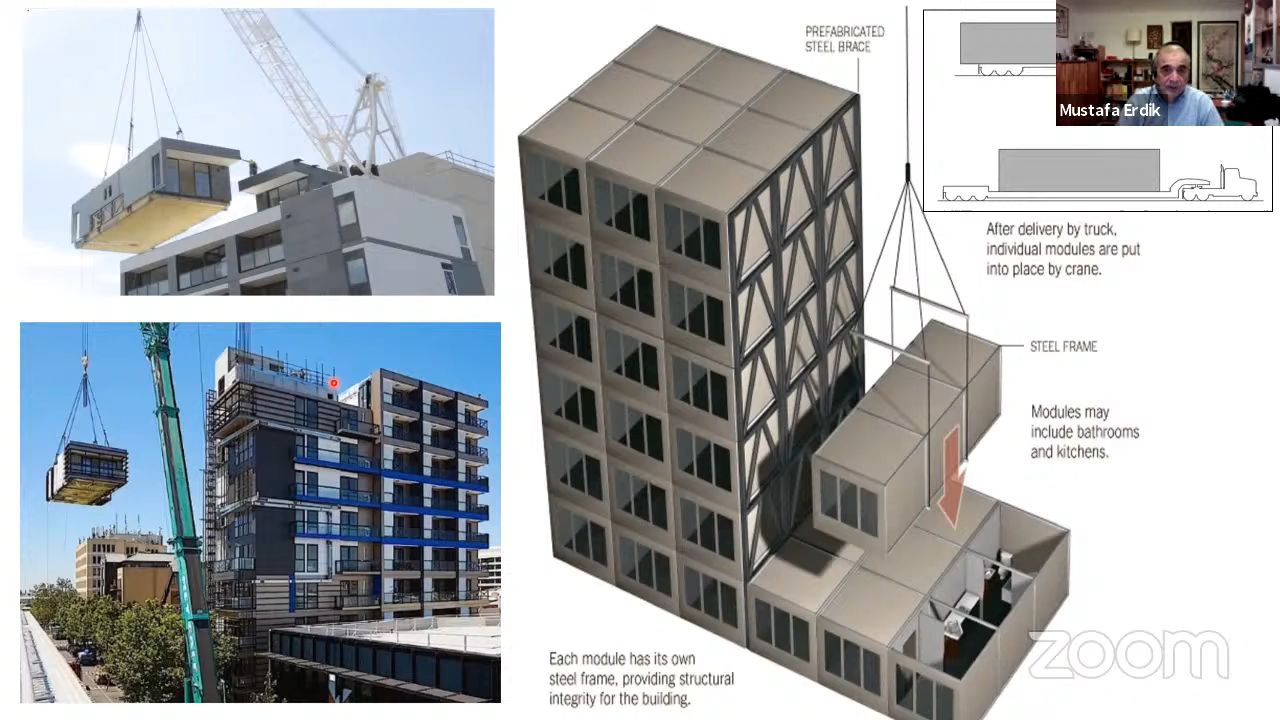 PREFABRICATED
STEEL BRACE
Mustafa Erdik
After delivery by truck,
individual modules are put
into place by crane.
STEEL FRAME
Modules may
include bathrooms
and kitchens.
Each module has its own
steel frame, providing structural
integrity for the building.
zoom